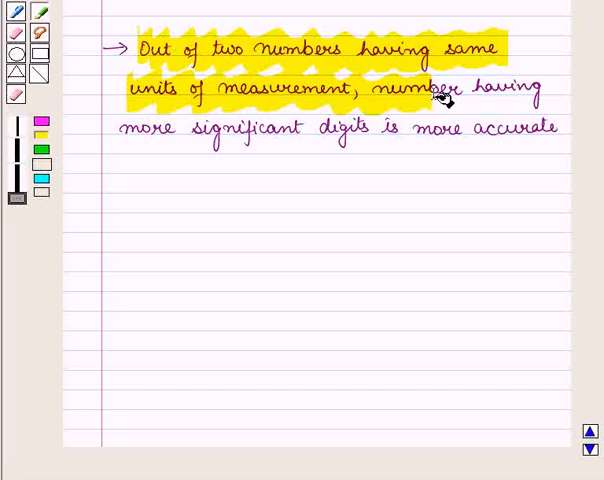 → Out of two numbers having same
units of measurement, number having
more significant digits is more accurate